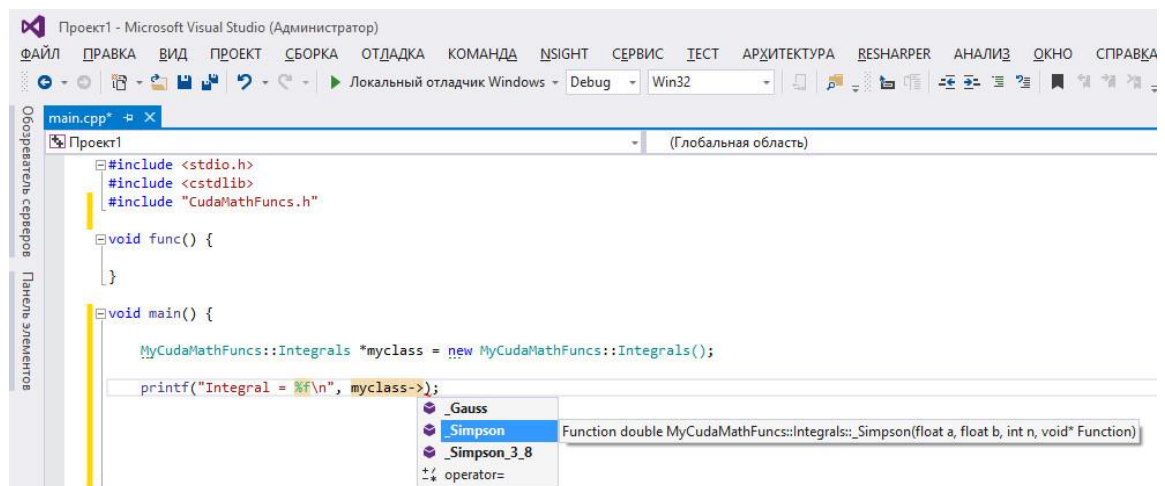 Проект1 - Microsoft Visual Studio (Администратор)
ФАЙЛ ПРАВКА ВИД ПРОЕКТ СБОРКА ОТЛАДКА КОМАНДА NSIGHT СЕРВИС ТЕСТ АРХИТЕКТУРА RESHARPER АНАЛИЗ ОКНО СПРАВКА
Локальный отладчик Windows Debug Win32
Обозреватель серверов
Панель элементов
main.cpp*
Проект1 (Глобальная область)
#include <stdio.h>
#include <cstdlib>
#include "CudaMathFuncs.h"
void func() {
}
void main() {
MyCudaMathFuncs::Integrals *myclass = new MyCudaMathFuncs::Integrals();
printf("Integral = %f\n", myclass->);
_Gauss
_Simpson Function double MyCudaMathFuncs::Integrals::_Simpson(float a, float b, int n, void* Function)
_Simpson_3_8
operator=